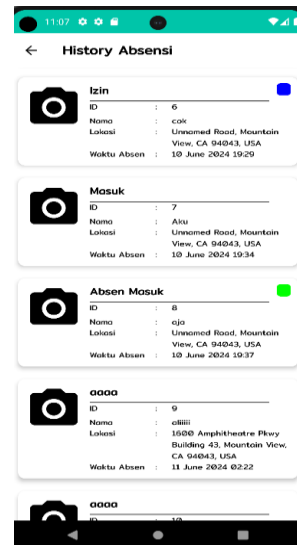 11:07
History Absensi
Izin
ID : 6
Nama : cak
Lokasi : Unnamed Road, Mountain
View, CA 94043, USA
Waktu Absen : 10 June 2024 19:29
Masuk
ID : 7
Nama : Aku
Lokasi : Unnamed Road, Mountain
View, CA 94043, USA
Waktu Absen : 10 June 2024 19:34
Absen Masuk
ID : 8
Nama : aja
Lokasi : Unnamed Road, Mountain
View, CA 94043, USA
Waktu Absen : 10 June 2024 19:37
aaaa
ID : 9
Nama : aliiiii
Lokasi : 1600 Amphitheatre Pkwy
Building 43, Mountain View,
CA 94043, USA
Waktu Absen : 11 June 2024 02:22
aaaa
ID : 10